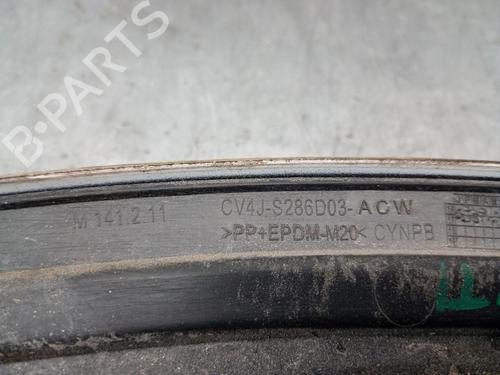 B-PARTS
M 141.2.11
CV4J-S286D03-ACW
>PP+EPDM-M20< CYNPB